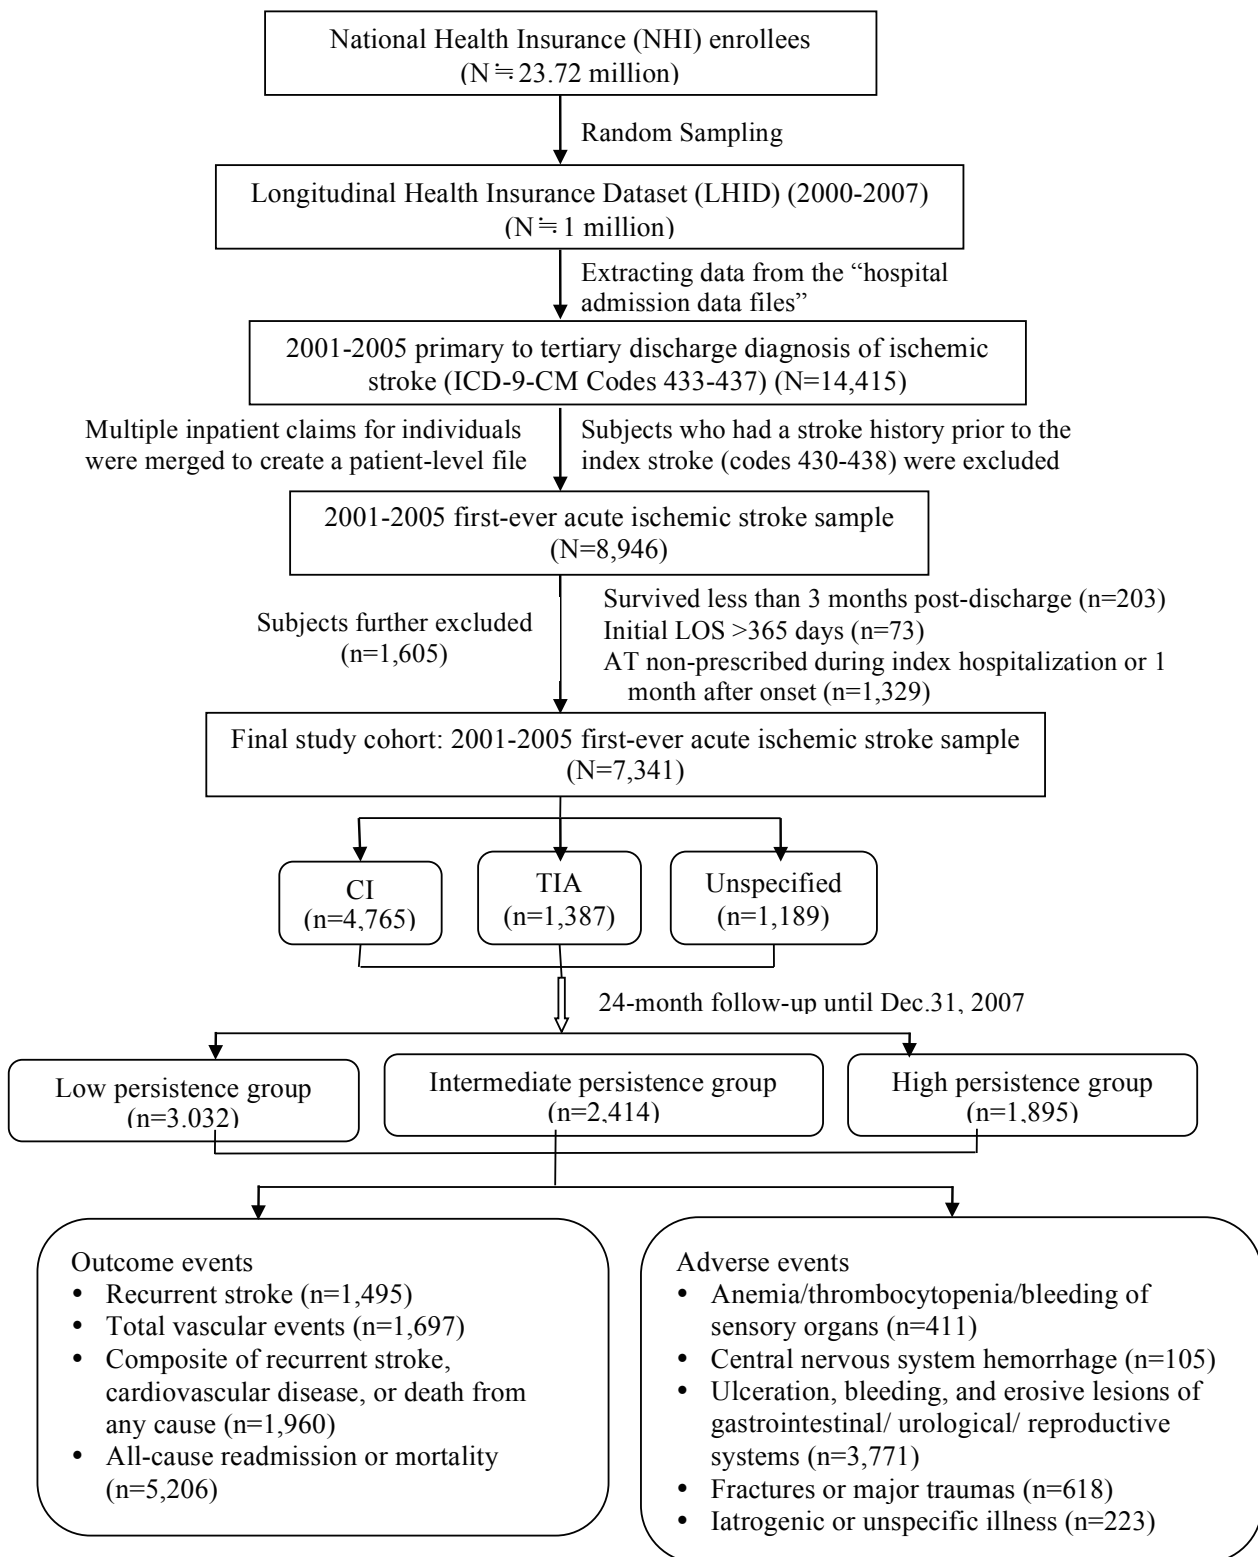 National Health Insurance (NHI) enrollees
(N≒23.72 million)
Random Sampling
Longitudinal Health Insurance Dataset (LHID) (2000-2007)
(N≒1 million)
Extracting data from the “hospital
admission data files”
2001-2005 primary to tertiary discharge diagnosis of ischemic
stroke (ICD-9-CM Codes 433-437) (N=14,415)
Multiple inpatient claims for individuals
were merged to create a patient-level file
Subjects who had a stroke history prior to the
index stroke (codes 430-438) were excluded
2001-2005 first-ever acute ischemic stroke sample
(N=8,946)
Subjects further excluded
(n=1,605)
Survived less than 3 months post-discharge (n=203)
Initial LOS >365 days (n=73)
AT non-prescribed during index hospitalization or 1
month after onset (n=1,329)
Final study cohort: 2001-2005 first-ever acute ischemic stroke sample
(N=7,341)
CI
(n=4,765)
TIA
(n=1,387)
Unspecified
(n=1,189)
24-month follow-up until Dec.31, 2007
Low persistence group
(n=3.032)
Intermediate persistence group
(n=2,414)
High persistence group
(n=1,895)
Outcome events
• Recurrent stroke (n=1,495)
• Total vascular events (n=1,697)
• Composite of recurrent stroke,
cardiovascular disease, or death from
any cause (n=1,960)
• All-cause readmission or mortality
(n=5,206)
Adverse events
• Anemia/thrombocytopenia/bleeding of
sensory organs (n=411)
• Central nervous system hemorrhage (n=105)
• Ulceration, bleeding, and erosive lesions of
gastrointestinal/ urological/ reproductive
systems (n=3,771)
• Fractures or major traumas (n=618)
• Iatrogenic or unspecific illness (n=223)